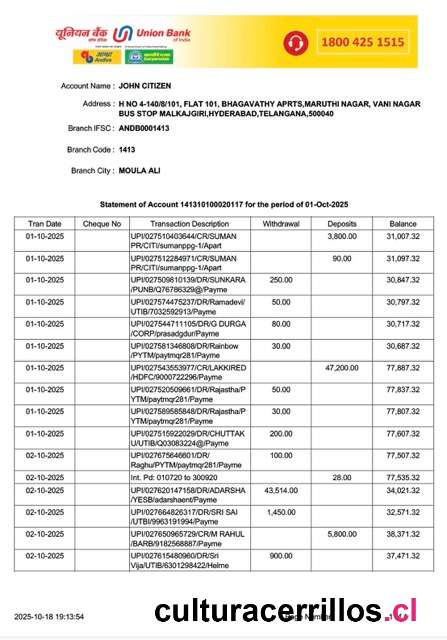 यूनियन बैंक Union Bank
of India
1800 425 1515
Account Name : JOHN CITIZEN
Address : H NO 4-140/8/101, FLAT 101, BHAGAVATHY APRTS,MARUTHI NAGAR, VANI NAGAR
BUS STOP MALKAJGIRI,HYDERABAD,TELANGANA,500040
Branch IFSC : ANDB0001413
Branch Code : 1413
Branch City : MOULA ALI
Statement of Account 141310100020117 for the period of 01-Oct-2025
Tran Date Cheque No Transaction Description Withdrawal Deposits Balance
01-10-2025 UPI/027510403644/CR/SUMAN 3,800.00 31,007.32
PR/CITI/sumanppg-1/Apart
01-10-2025 UPI/027512284971/CR/SUMAN 90.00 31,097.32
PR/CITI/sumanppg-1/Apart
01-10-2025 UPI/027509810139/DR/SUNKARA 250.00 30,847.32
/PUNB/Q76786329@/Payme
01-10-2025 UPI/027574475237/DR/Ramadevi/ 50.00 30,797.32
UTIB/7032592913/Payme
01-10-2025 UPI/027544711105/DR/G DURGA 80.00 30,717.32
/CORP/prasadgdur/Payme
01-10-2025 UPI/027581346808/DR/Rainbow 30.00 30,687.32
/PYTM/paytmqr281/Payme
01-10-2025 UPI/027543553977/CR/LAKKIRED 47,200.00 77,887.32
/HDFC/9000722296/Payme
01-10-2025 UPI/027520509661/DR/Rajastha/P 50.00 77,837.32
YTM/paytmqr281/Payme
01-10-2025 UPI/027589585848/DR/Rajastha/P 30.00 77,807.32
YTM/paytmqr281/Payme
01-10-2025 UPI/027515922029/DR/CHUTTAK 200.00 77,607.32
U/UTIB/Q03083224@/Payme
02-10-2025 UPI/027675646601/DR/ 100.00 77,507.32
Raghu/PYTM/paytmqr281/Payme
02-10-2025 Int. Pd: 010720 to 300920 28.00 77,535.32
02-10-2025 UPI/027620147158/DR/ADARSHA 43,514.00 34,021.32
/YESB/adarshaent/Payme
02-10-2025 UPI/027664826317/DR/SRI SAI 1,450.00 32,571.32
/UTBI/9963191994/Payme
02-10-2025 UPI/027650965729/CR/M RAHUL 5,800.00 38,371.32
/BARB/9182568887/Payme
02-10-2025 UPI/027615480960/DR/Sri 900.00 37,471.32
Vija/UTIB/6301298422/Helme
2025-10-18 19:13:54
culturacerrillos.cl